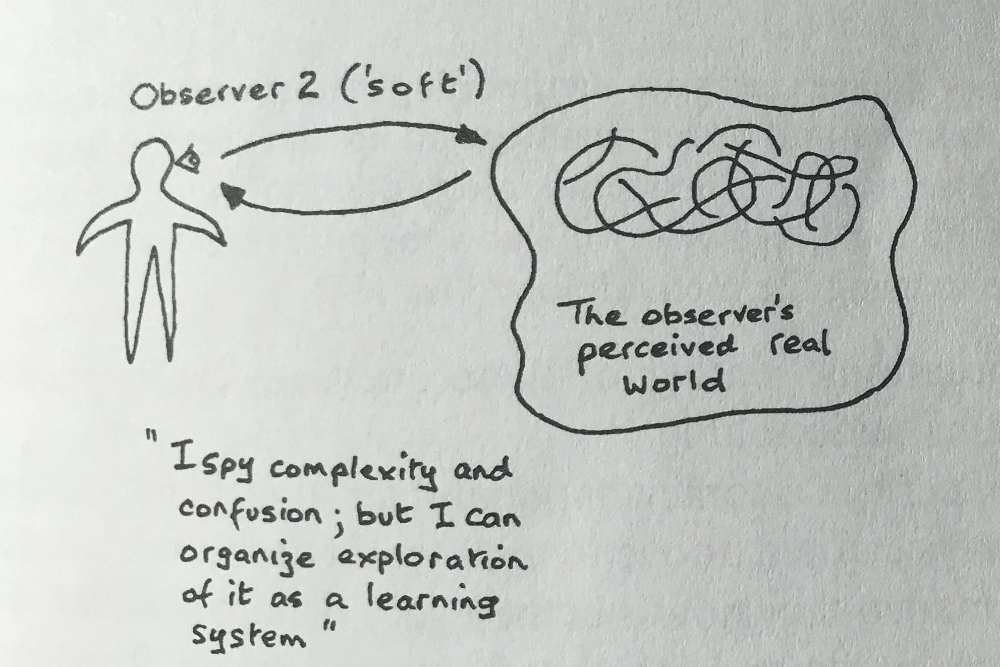 Observer 2 ('soft')
The observer's
perceived real
world
"I spy complexity and
confusion; but I can
organize exploration
of it as a learning
system"